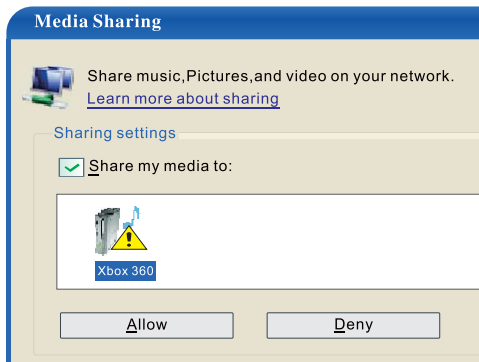 Media Sharing
Share music,Pictures,and video on your network.
Learn more about sharing
Sharing settings
Share my media to:
Xbox 360
Allow
Deny